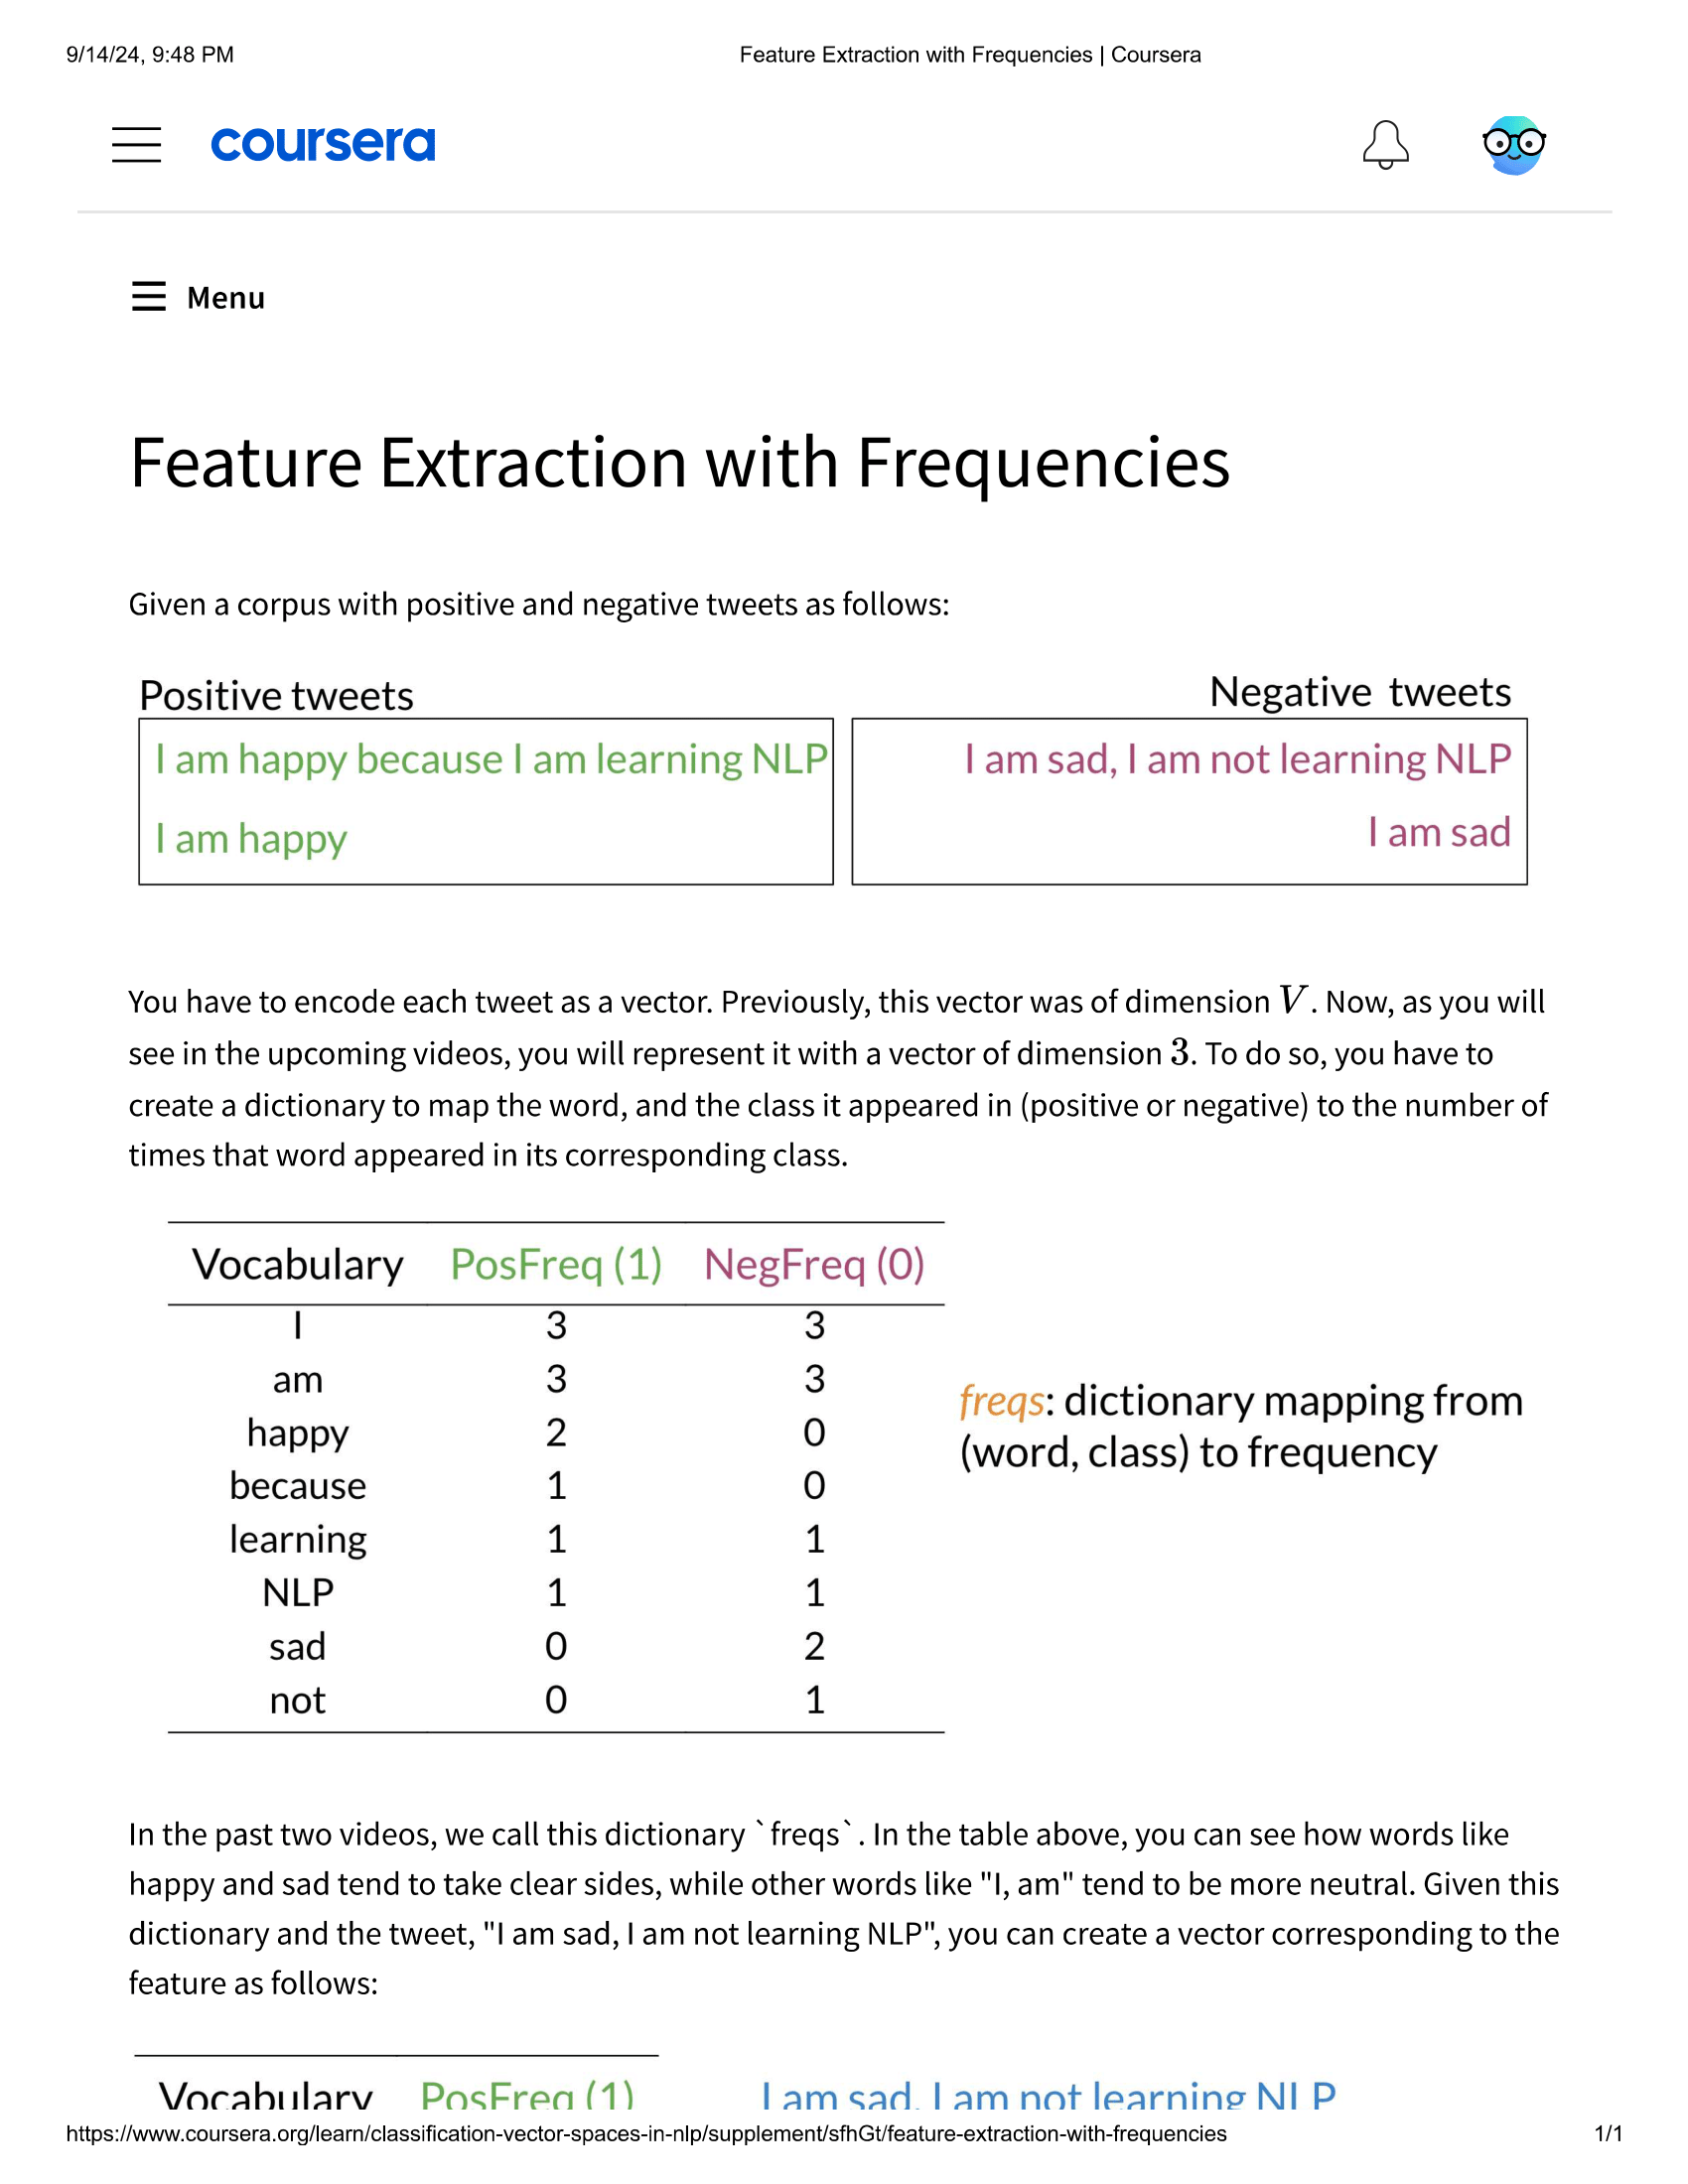 9/14/24, 9:48 PM
Feature Extraction with Frequencies | Coursera
coursera
Menu
Feature Extraction with Frequencies
Given a corpus with positive and negative tweets as follows:
Positive tweets
Negative tweets
I am happy because I am learning NLP
I am happy
I am sad, I am not learning NLP
I am sad
You have to encode each tweet as a vector. Previously, this vector was of dimension V. Now, as you will
see in the upcoming videos, you will represent it with a vector of dimension 3. To do so, you have to
create a dictionary to map the word, and the class it appeared in (positive or negative) to the number of
times that word appeared in its corresponding class.
Vocabulary PosFreq (1) NegFreq (0)
I 3 3
am 3 3
happy 2 0
because 1 0
learning 1 1
NLP 1 1
sad 0 2
not 0 1
freqs: dictionary mapping from
(word, class) to frequency
In the past two videos, we call this dictionary `freqs`. In the table above, you can see how words like
happy and sad tend to take clear sides, while other words like "I, am" tend to be more neutral. Given this
dictionary and the tweet, "I am sad, I am not learning NLP", you can create a vector corresponding to the
feature as follows:
Vocabulary PosFreq (1)
I am sad, I am not learning NLP
https://www.coursera.org/learn/classification-vector-spaces-in-nlp/supplement/sfhGt/feature-extraction-with-frequencies
1/1